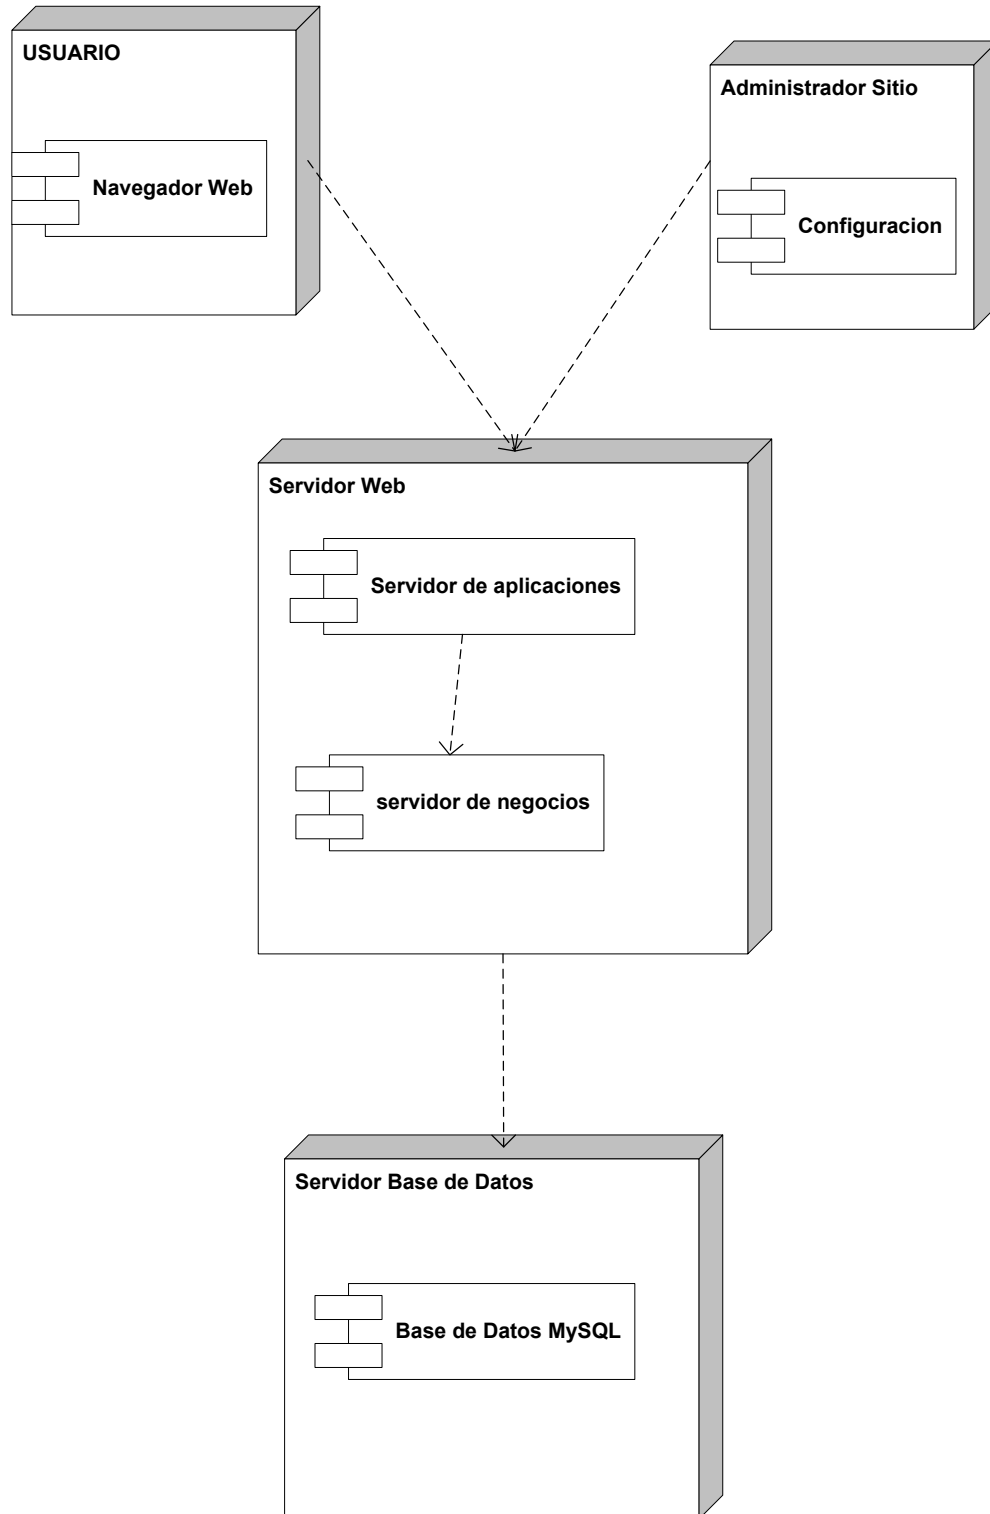 USUARIO
Navegador Web
Administrador Sitio
Configuracion
Servidor Web
Servidor de aplicaciones
servidor de negocios
Servidor Base de Datos
Base de Datos MySQL